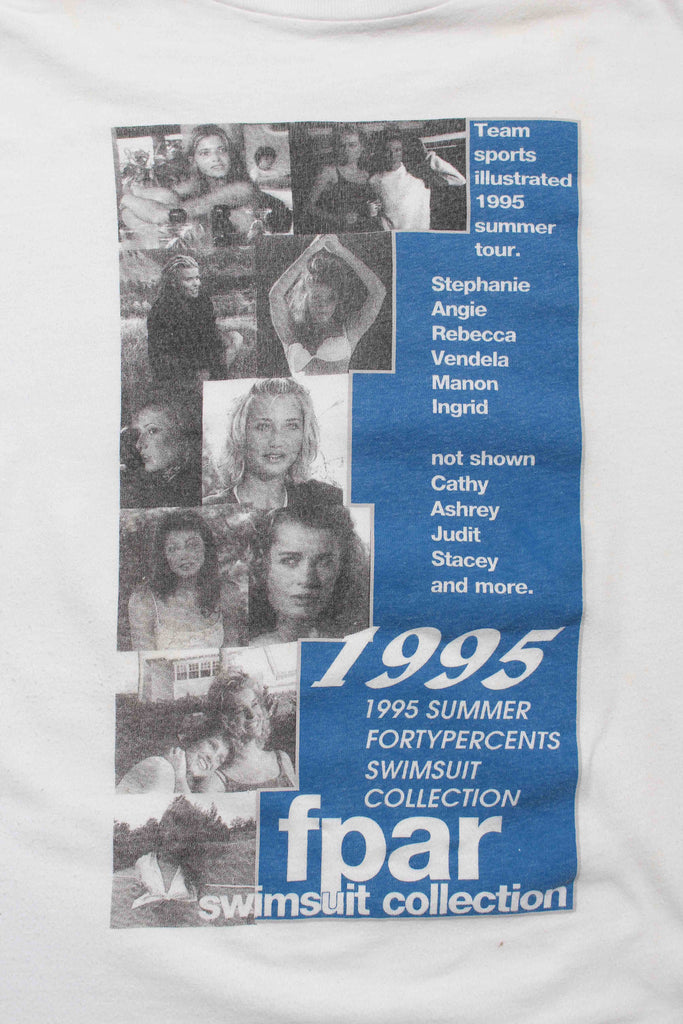 Team
sports
illustrated
1995
summer
tour.
Stephanie
Angie
Rebecca
Vendela
Manon
Ingrid
not shown
Cathy
Ashrey
Judit
Stacey
and more.
1995
1995 SUMMER
FORTYPERCENTS
SWIMSUIT
COLLECTION
fpar
swimsuit collection